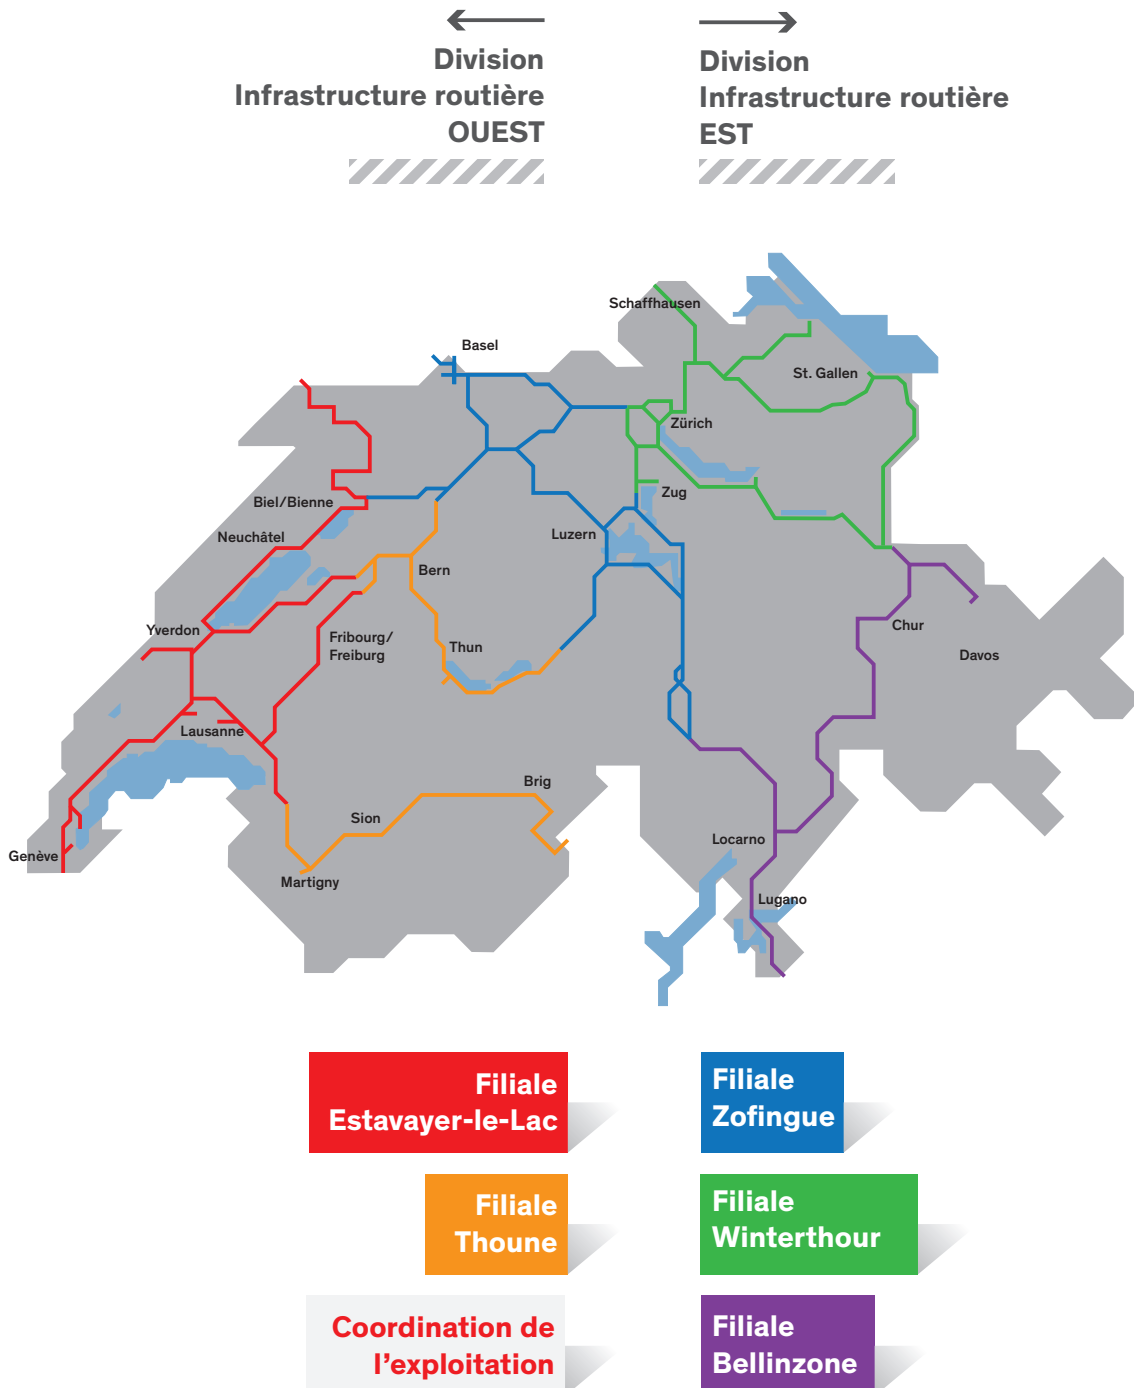 Division
Infrastructure routière
OUEST
Division
Infrastructure routière
EST
Schaffhausen
Basel
St. Gallen
Zürich
Biel/Bienne
Zug
Neuchâtel
Luzern
Bern
Yverdon
Fribourg/
Freiburg
Thun
Chur
Davos
Lausanne
Brig
Sion
Locarno
Genève
Martigny
Lugano
Filiale
Estavayer-le-Lac
Filiale
Zofingue
Filiale
Thoune
Filiale
Winterthour
Coordination de
l’exploitation
Filiale
Bellinzone